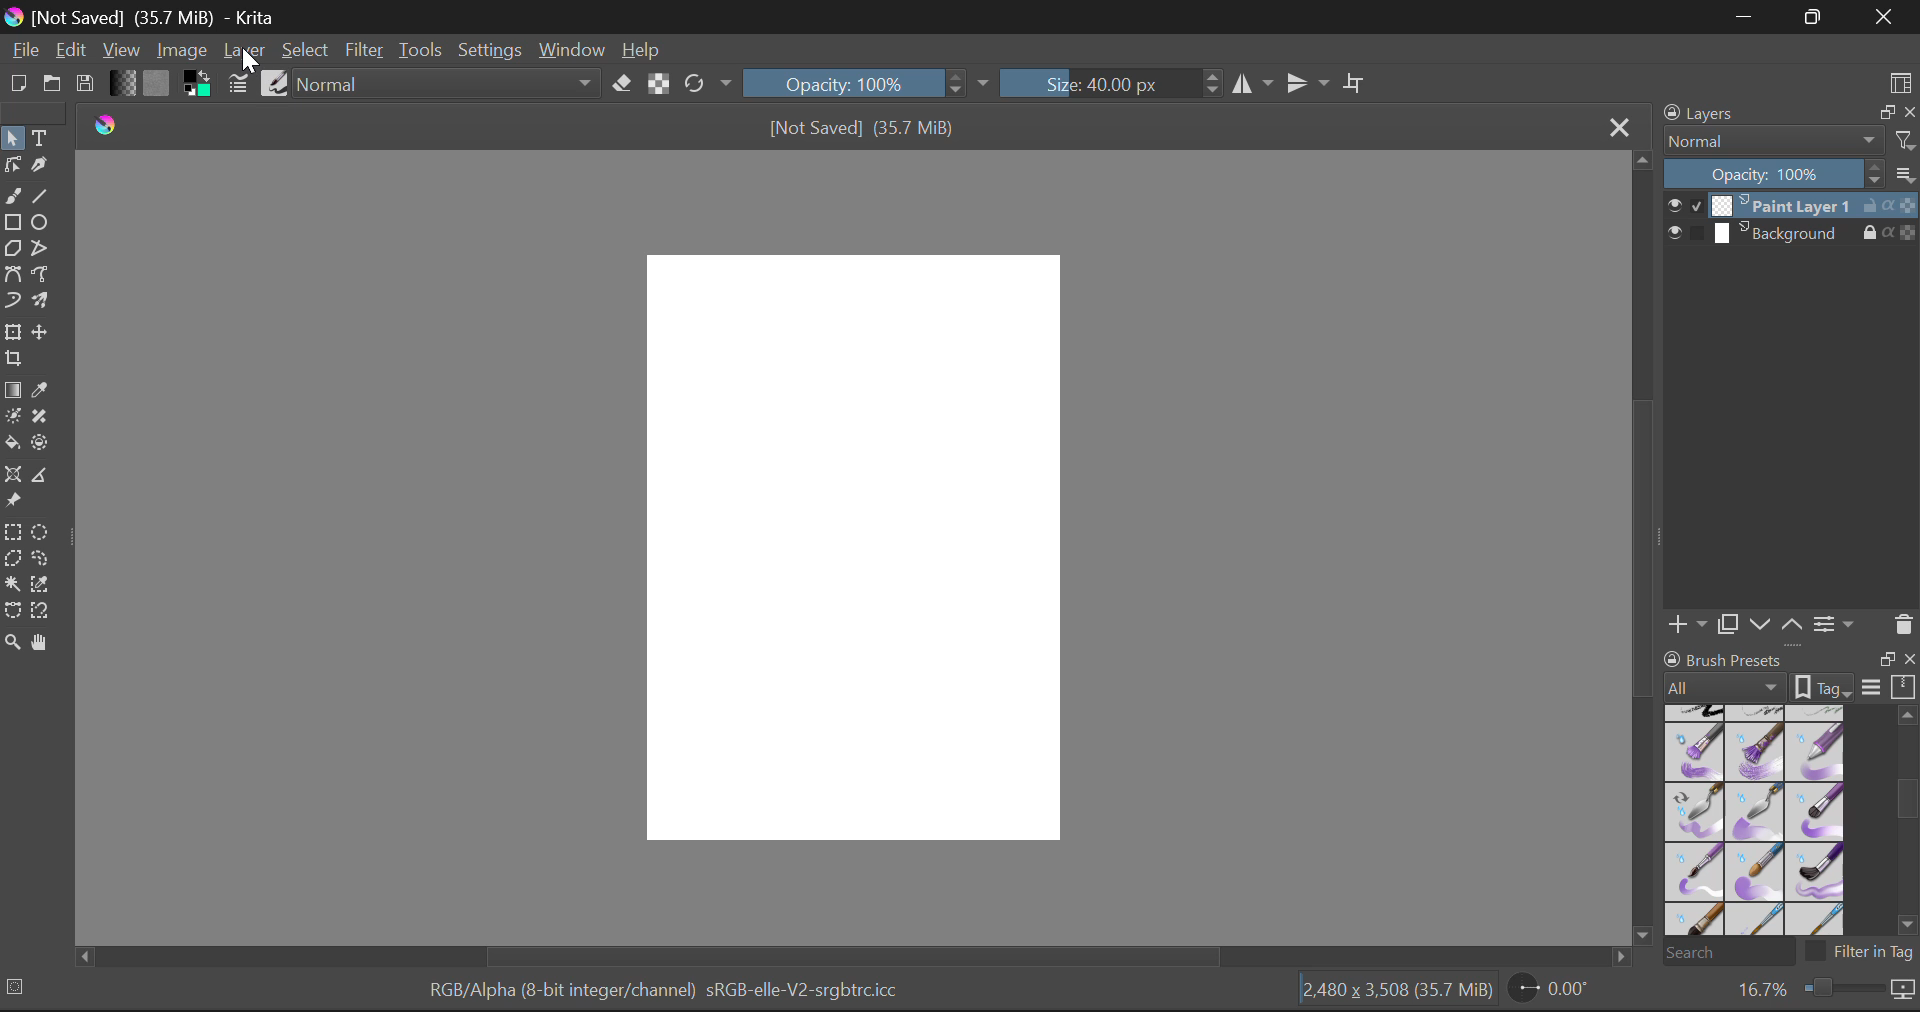 [Not Saved] (35.7 MiB) - Krita
File Edit View Image Layer Select Filter Tools Settings Window Help
Normal Opacity: 100% Size: 40.00 px
[Not Saved] (35.7 MiB)
Layers
Normal
Opacity: 100%
Paint Layer 1
Background
Brush Presets
All Tag
Search Filter in Tag
RGB/Alpha (8-bit integer/channel) sRGB-elle-V2-srgbtrc.icc 2,480 x 3,508 (35.7 MiB) 0.00° 16.7%